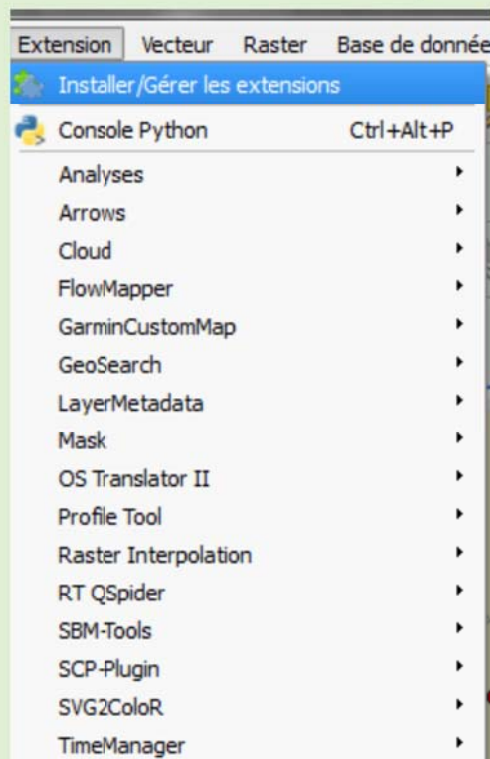 Extension Vecteur Raster Base de donnée
Installer/Gérer les extensions
Console Python Ctrl+Alt+P
Analyses
Arrows
Cloud
FlowMapper
GarminCustomMap
GeoSearch
LayerMetadata
Mask
OS Translator II
Profile Tool
Raster Interpolation
RT QSpider
SBM-Tools
SCP-Plugin
SVG2ColoR
TimeManager